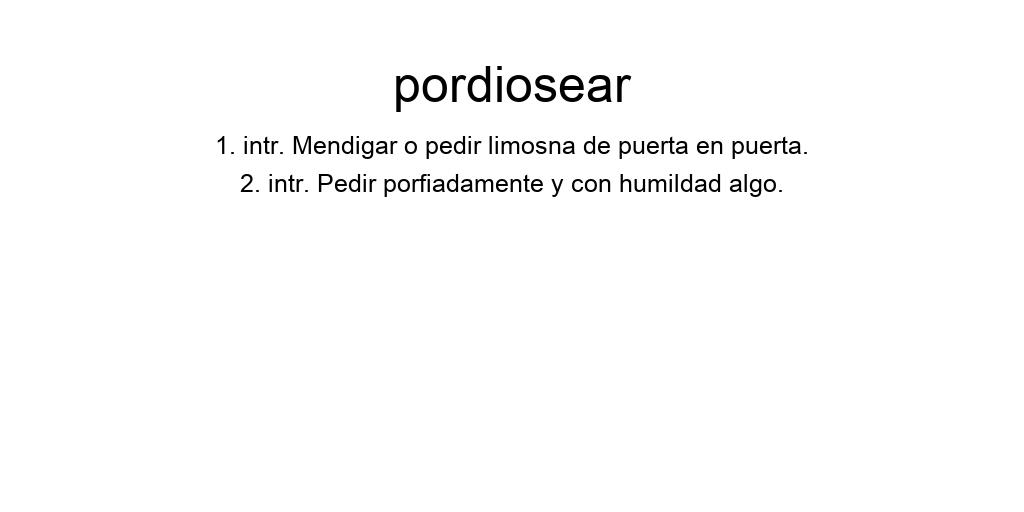 pordiosear
1. intr. Mendigar o pedir limosna de puerta en puerta.
2. intr. Pedir porfiadamente y con humildad algo.